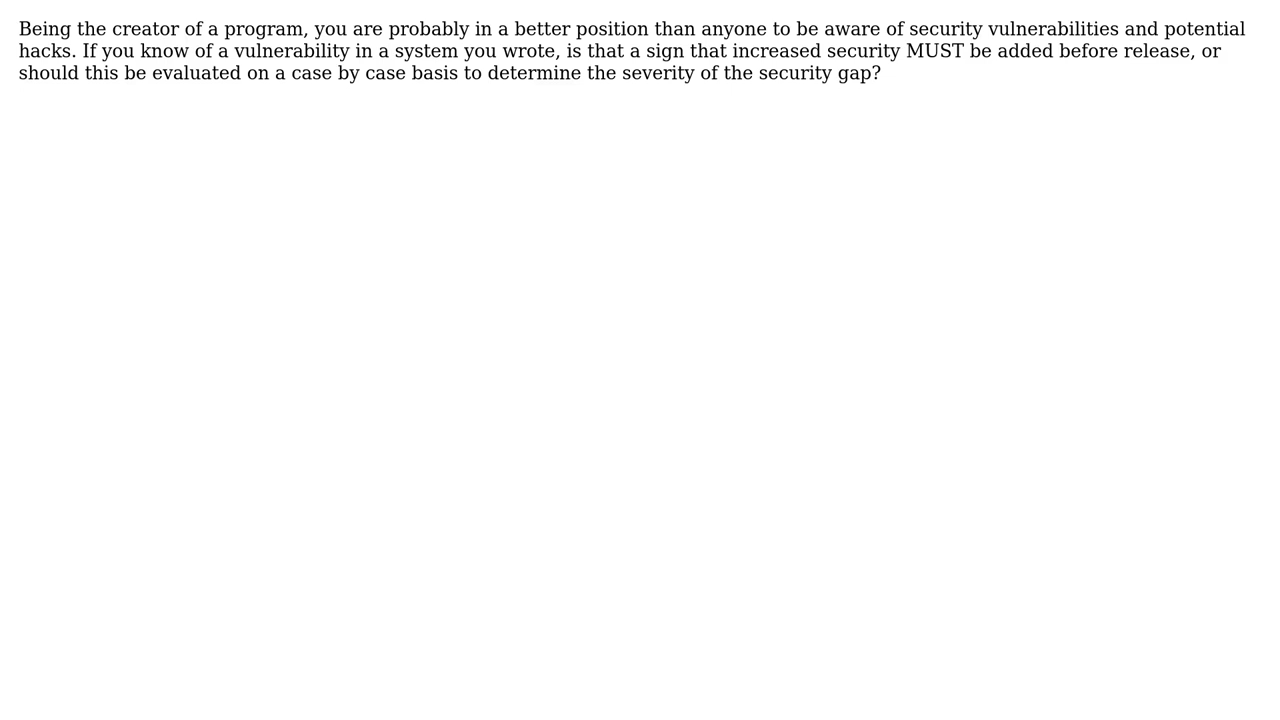 Being the creator of a program, you are probably in a better position than anyone to be aware of security vulnerabilities and potential
hacks. If you know of a vulnerability in a system you wrote, is that a sign that increased security MUST be added before release, or
should this be evaluated on a case by case basis to determine the severity of the security gap?